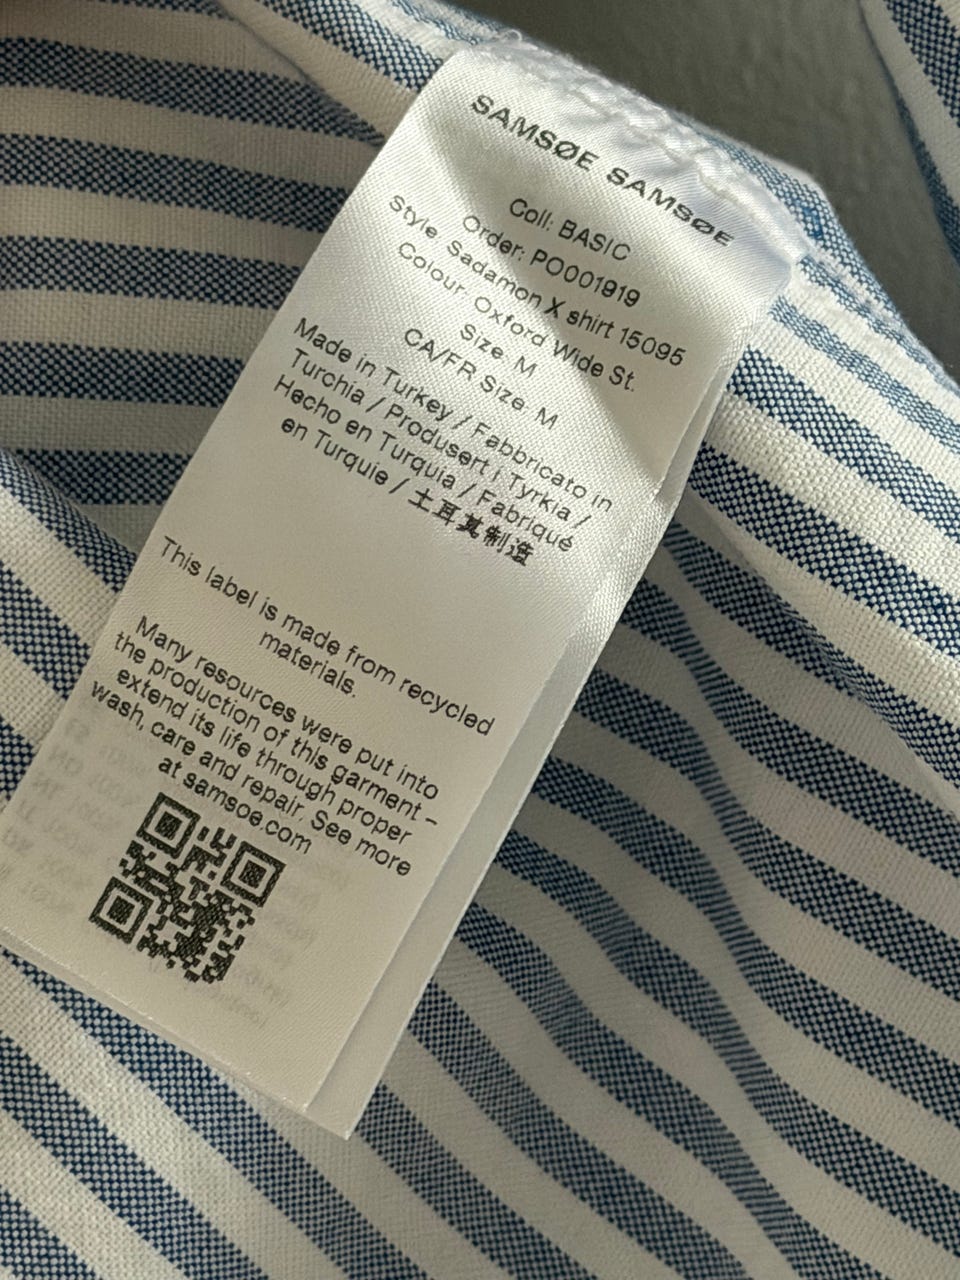 SAMSØE SAMSØE
Coll: BASIC
Order: PO001919
Style: Sadamon X shirt 15095
Colour: Oxford Wide St.
Size: M
CA/FR Size: M
Made in Turkey / Fabbricato in
Turchia / Produsert i Tyrkia /
Hecho en Turquia / Fabriqué
en Turquie / 土耳其制造
This label is made from recycled
materials.
Many resources were put into
the production of this garment –
extend its life through proper
wash, care and repair. See more
at samsoe.com